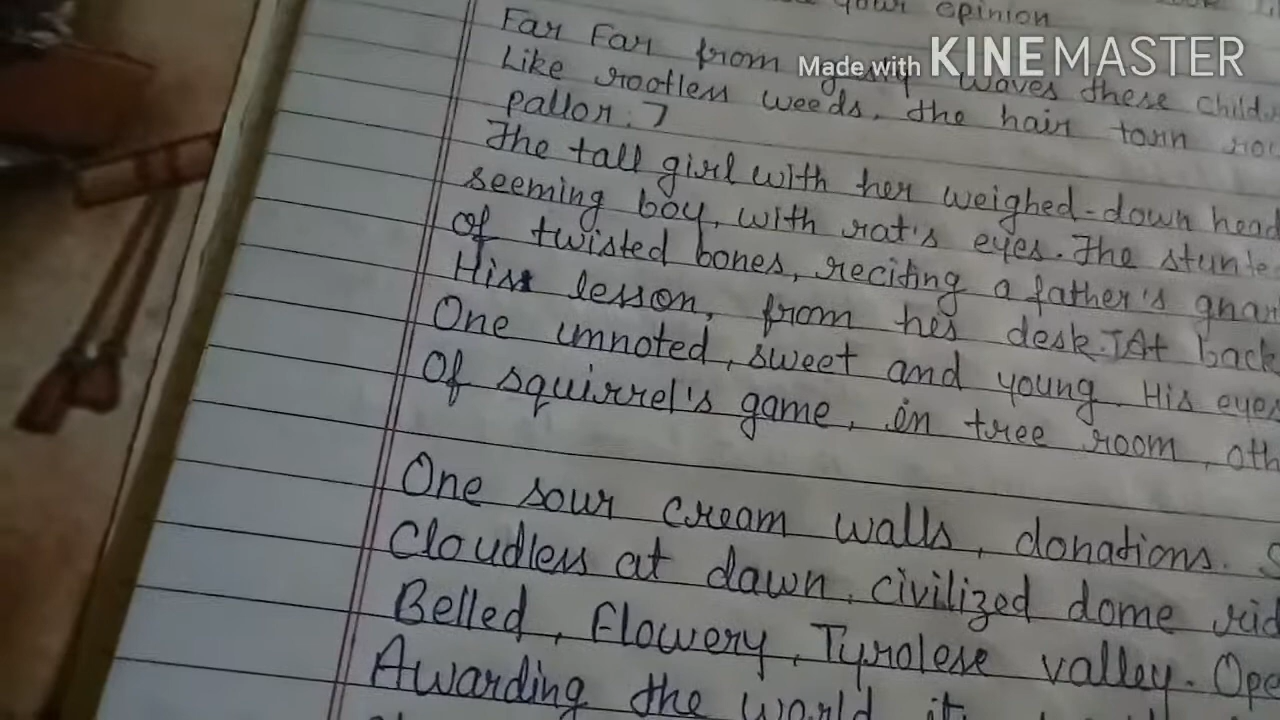 your opinion
Made with KINEMASTER
Far Far from gusty waves these child
Like rootless weeds, the hair torn
pallor: 7
The tall girl with her weighed-down head
seeming boy, with rat's eyes. The stunte
of twisted bones, reciting a father's gnar
His lesson, from hes desk. At back
One unnoted, sweet and young. His eyes
Of squirrel's game, in tree room, oth
One sour cream walls, donations. S
Cloudless at dawn, civilized dome rid
Belled, Flowery, Tyrolese valley. Ope
Awarding the world it